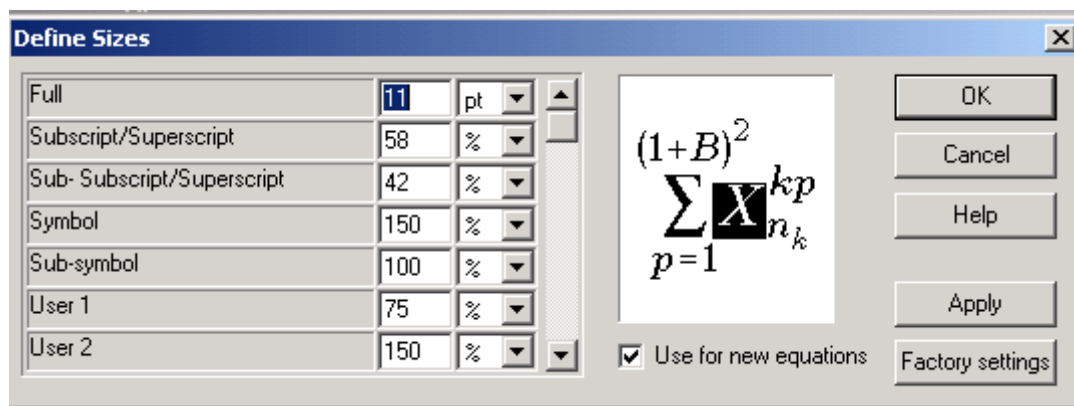 Define Sizes
Full 11 pt
Subscript/Superscript 58 %
Sub- Subscript/Superscript 42 %
Symbol 150 %
Sub-symbol 100 %
User 1 75 %
User 2 150 %
(1+B)²
∑ X kp
n k
p=1
Use for new equations
OK
Cancel
Help
Apply
Factory settings